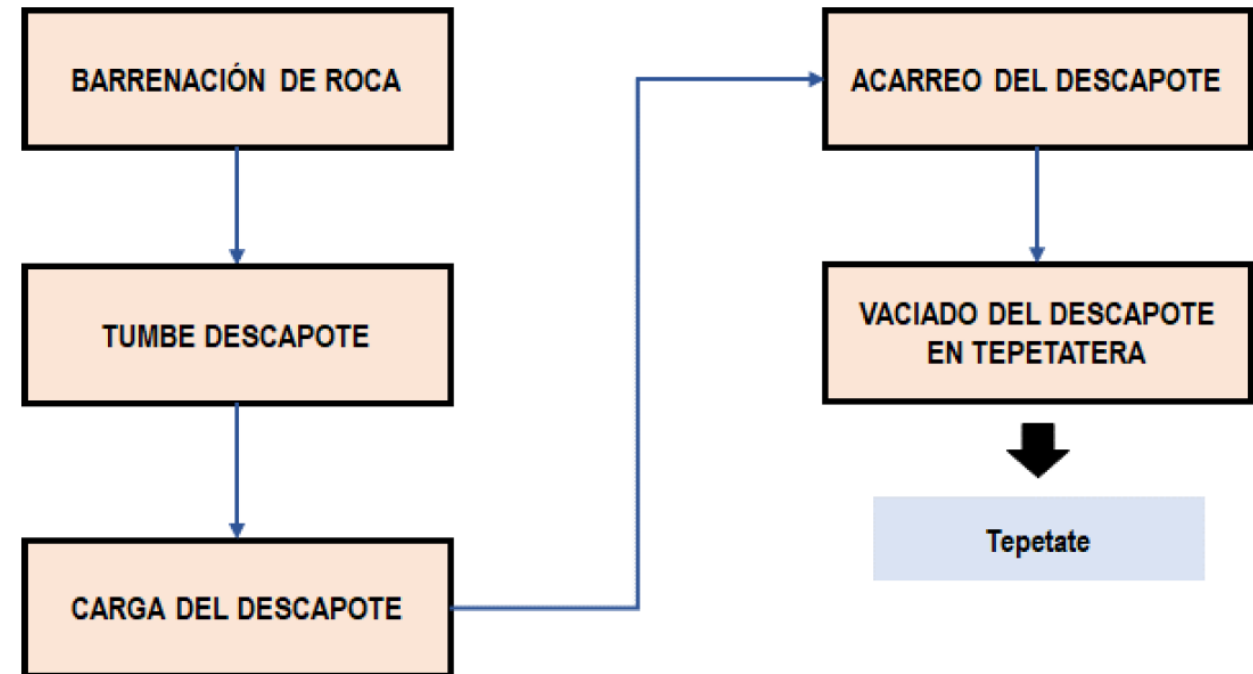 BARRENACIÓN DE ROCA
TUMBE DESCAPOTE
CARGA DEL DESCAPOTE
ACARREO DEL DESCAPOTE
VACIADO DEL DESCAPOTE
EN TEPETATERA
Tepetate